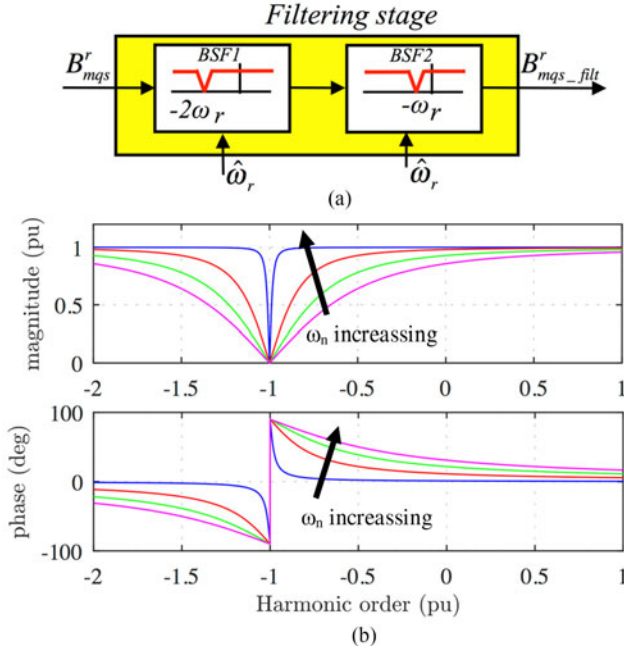 Filtering stage
B^r_mqs
BSF1
-2ω_r
BSF2
-ω_r
B^r_mqs_filt
ω̂_r
ω̂_r
(a)
magnitude (pu)
1
0.5
0
ω_n increassing
-2 -1.5 -1 -0.5 0 0.5 1
phase (deg)
100
0
-100
ω_n increassing
-2 -1.5 -1 -0.5 0 0.5 1
Harmonic order (pu)
(b)